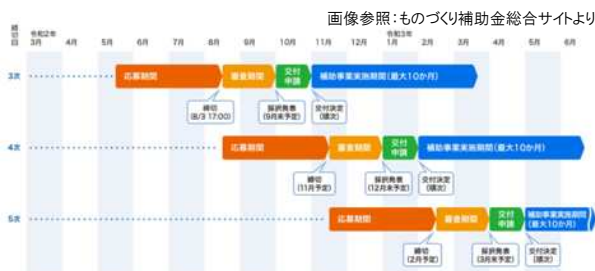 画像参照：ものづくり補助金総合サイトより
締切回
令和2年
3月 4月 5月 6月 7月 8月 9月 10月 11月 12月
令和3年
1月 2月 3月 4月 5月 6月
3次
応募期間 審査期間 交付申請 補助事業実施期間(最大10か月)
締切
(8/3 17:00)
採択発表
(9月末予定)
交付決定
(順次)
4次
応募期間 審査期間 交付申請 補助事業実施期間(最大10か月)
締切
(11月予定)
採択発表
(12月末予定)
交付決定
(順次)
5次
応募期間 審査期間 交付申請 補助事業実施期間
(最大10か月)
締切
(2月予定)
採択発表
(3月末予定)
交付決定
(順次)